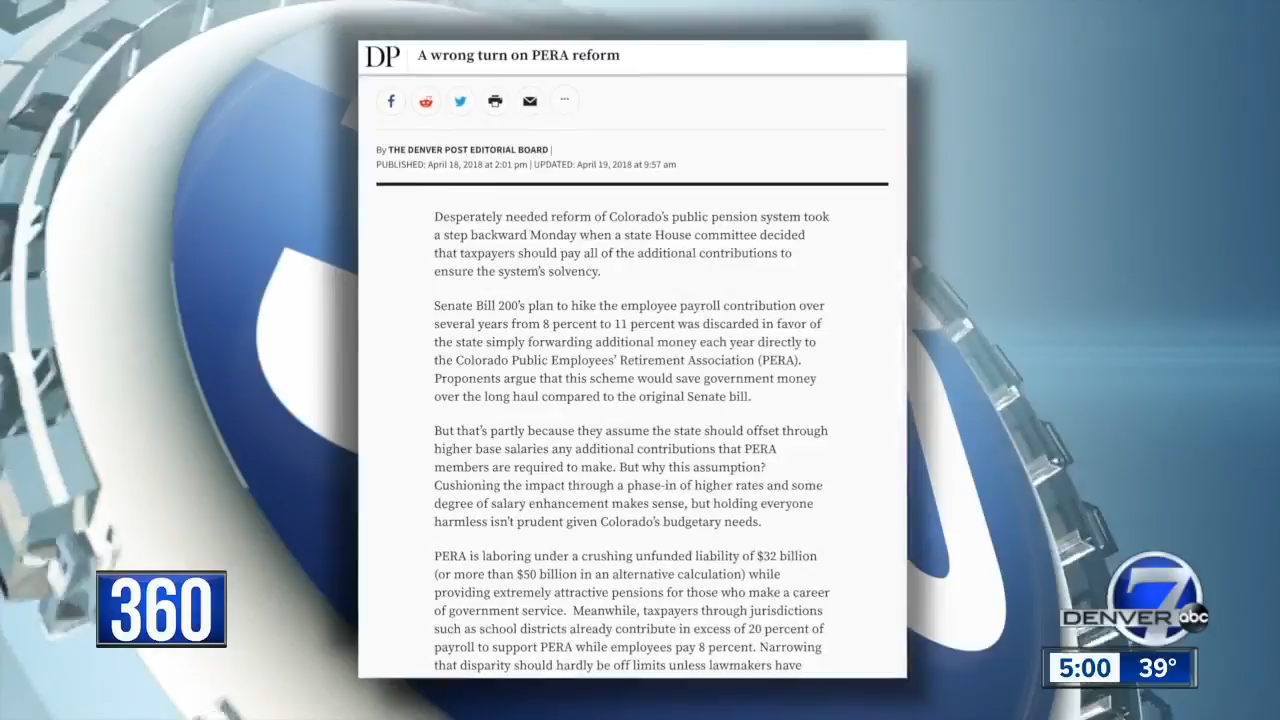 DP A wrong turn on PERA reform
By THE DENVER POST EDITORIAL BOARD |
PUBLISHED: April 18, 2018 at 2:01 pm | UPDATED: April 19, 2018 at 9:57 am
Desperately needed reform of Colorado's public pension system took
a step backward Monday when a state House committee decided
that taxpayers should pay all of the additional contributions to
ensure the system's solvency.
Senate Bill 200's plan to hike the employee payroll contribution over
several years from 8 percent to 11 percent was discarded in favor of
the state simply forwarding additional money each year directly to
the Colorado Public Employees' Retirement Association (PERA).
Proponents argue that this scheme would save government money
over the long haul compared to the original Senate bill.
But that's partly because they assume the state should offset through
higher base salaries any additional contributions that PERA
members are required to make. But why this assumption?
Cushioning the impact through a phase-in of higher rates and some
degree of salary enhancement makes sense, but holding everyone
harmless isn't prudent given Colorado's budgetary needs.
PERA is laboring under a crushing unfunded liability of $32 billion
(or more than $50 billion in an alternative calculation) while
providing extremely attractive pensions for those who make a career
of government service. Meanwhile, taxpayers through jurisdictions
such as school districts already contribute in excess of 20 percent of
payroll to support PERA while employees pay 8 percent. Narrowing
that disparity should hardly be off limits unless lawmakers have
360
DENVER 7 abc
5:00 39°